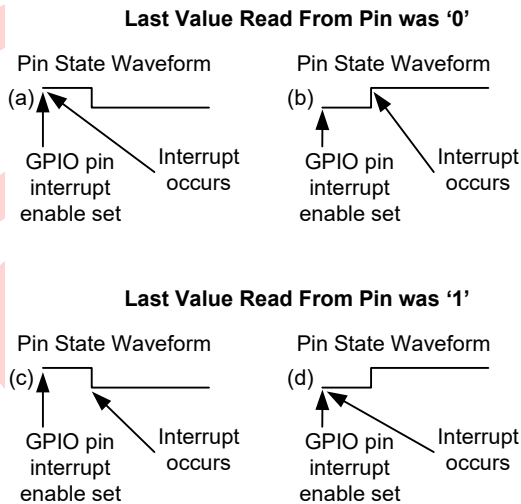 Last Value Read From Pin was ‘0’
Pin State Waveform
(a)
GPIO pin
interrupt
enable set
Interrupt
occurs
Pin State Waveform
(b)
GPIO pin
interrupt
enable set
Interrupt
occurs
Last Value Read From Pin was ‘1’
Pin State Waveform
(c)
GPIO pin
interrupt
enable set
Interrupt
occurs
Pin State Waveform
(d)
GPIO pin
interrupt
enable set
Interrupt
occurs